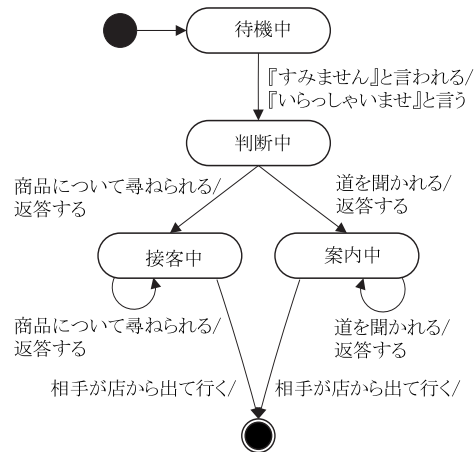 待機中
『すみません』と言われる/
『いらっしゃいませ』と言う
判断中
商品について尋ねられる/
返答する
道を聞かれる/
返答する
接客中
案内中
商品について尋ねられる/
返答する
道を聞かれる/
返答する
相手が店から出て行く/
相手が店から出て行く/